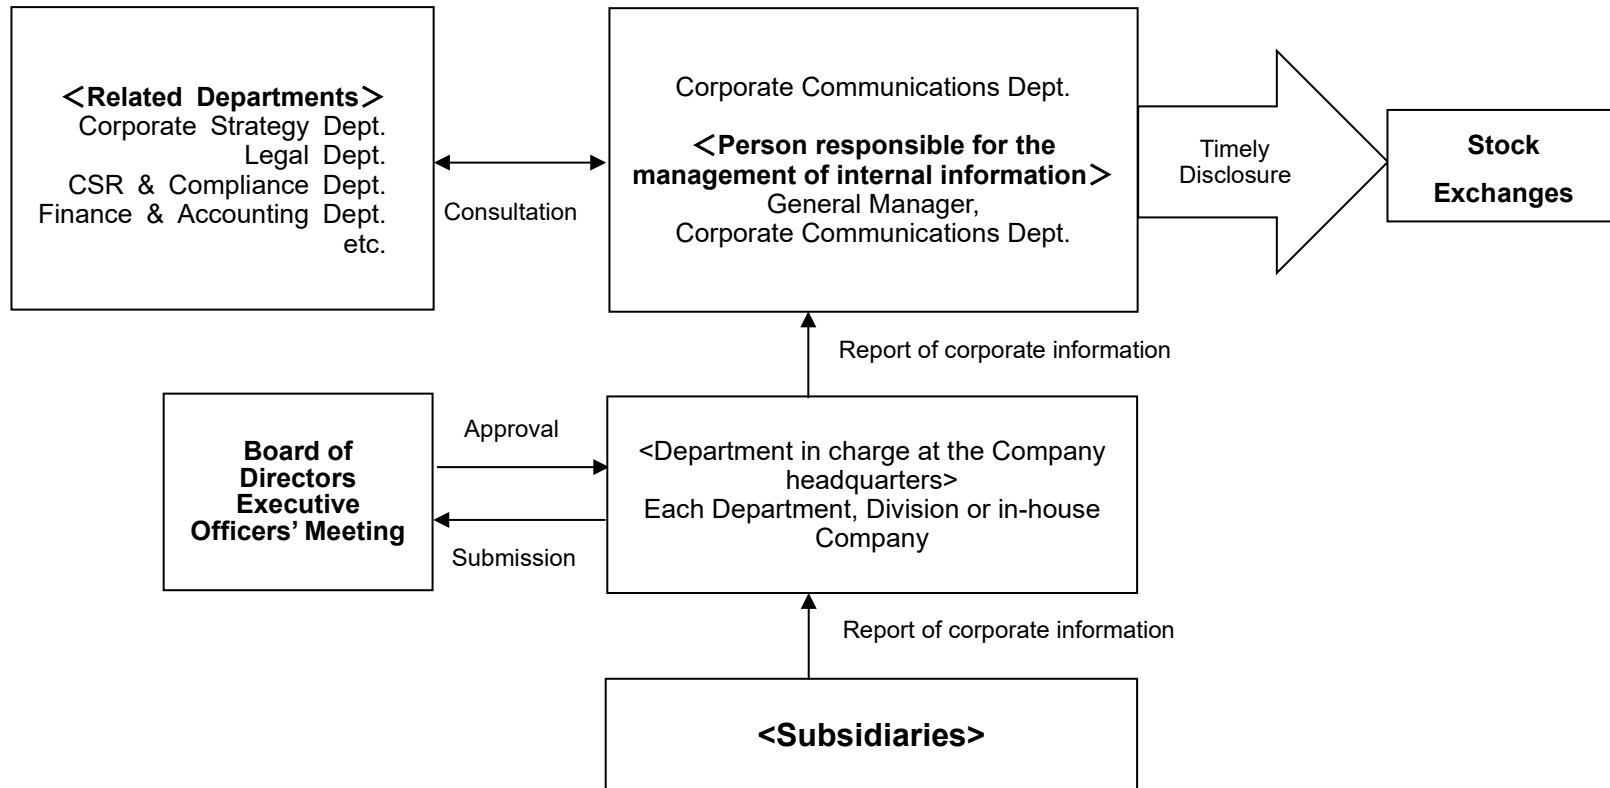 ＜Related Departments＞
Corporate Strategy Dept.
Legal Dept.
CSR & Compliance Dept.
Finance & Accounting Dept.
etc.
Consultation
Corporate Communications Dept.
＜Person responsible for the
management of internal information＞
General Manager,
Corporate Communications Dept.
Timely
Disclosure
Stock
Exchanges
Report of corporate information
Board of
Directors
Executive
Officers’ Meeting
Approval
Submission
<Department in charge at the Company
headquarters>
Each Department, Division or in-house
Company
Report of corporate information
<Subsidiaries>